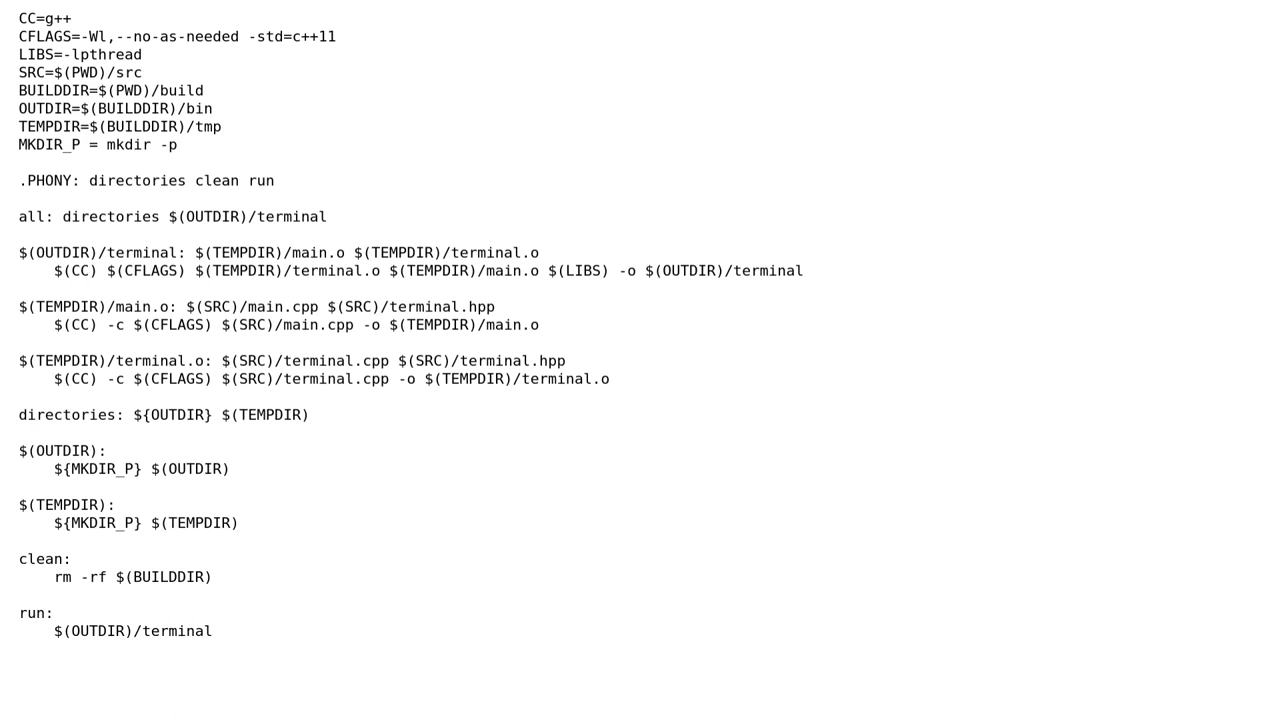 CC=g++
CFLAGS=-Wl,--no-as-needed -std=c++11
LIBS=-lpthread
SRC=$(PWD)/src
BUILDDIR=$(PWD)/build
OUTDIR=$(BUILDDIR)/bin
TEMPDIR=$(BUILDDIR)/tmp
MKDIR_P = mkdir -p

.PHONY: directories clean run

all: directories $(OUTDIR)/terminal

$(OUTDIR)/terminal: $(TEMPDIR)/main.o $(TEMPDIR)/terminal.o
    $(CC) $(CFLAGS) $(TEMPDIR)/terminal.o $(TEMPDIR)/main.o $(LIBS) -o $(OUTDIR)/terminal

$(TEMPDIR)/main.o: $(SRC)/main.cpp $(SRC)/terminal.hpp
    $(CC) -c $(CFLAGS) $(SRC)/main.cpp -o $(TEMPDIR)/main.o

$(TEMPDIR)/terminal.o: $(SRC)/terminal.cpp $(SRC)/terminal.hpp
    $(CC) -c $(CFLAGS) $(SRC)/terminal.cpp -o $(TEMPDIR)/terminal.o

directories: ${OUTDIR} $(TEMPDIR)

$(OUTDIR):
    ${MKDIR_P} $(OUTDIR)

$(TEMPDIR):
    ${MKDIR_P} $(TEMPDIR)

clean:
    rm -rf $(BUILDDIR)

run:
    $(OUTDIR)/terminal